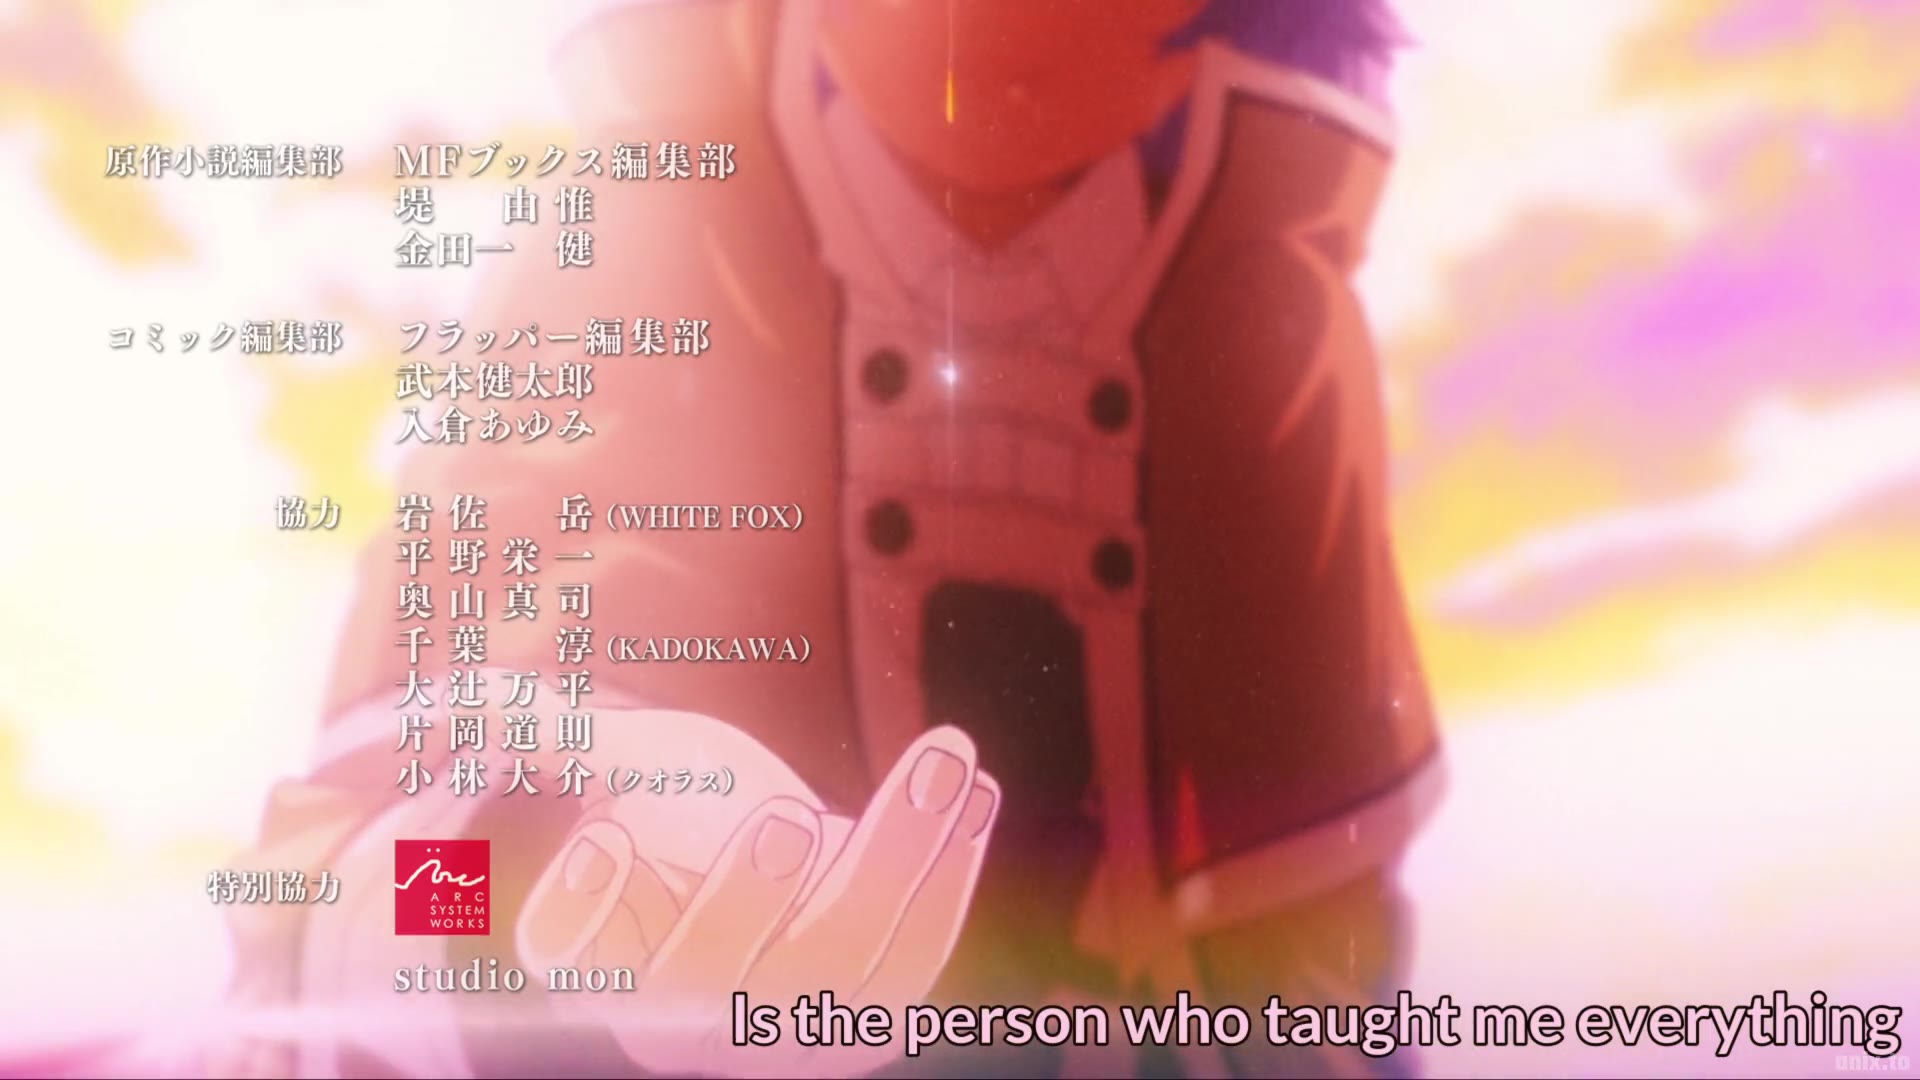 原作小説編集部 MFブックス編集部
堤 由惟
金田一 健
コミック編集部 フラッパー編集部
武本健太郎
入倉あゆみ
協力 岩佐 岳 (WHITE FOX)
平野栄一
奥山真司
千葉 淳 (KADOKAWA)
大辻万平
片岡道則
小林大介 (クオラス)
特別協力
ARC
SYSTEM
WORKS
studio mon
Is the person who taught me everything
anix.to